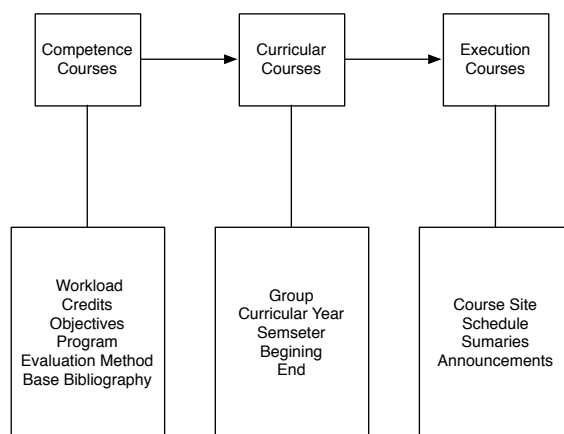 Competence
Courses
Curricular
Courses
Execution
Courses
Workload
Credits
Objectives
Program
Evaluation Method
Base Bibliography
Group
Curricular Year
Semseter
Begining
End
Course Site
Schedule
Sumaries
Announcements